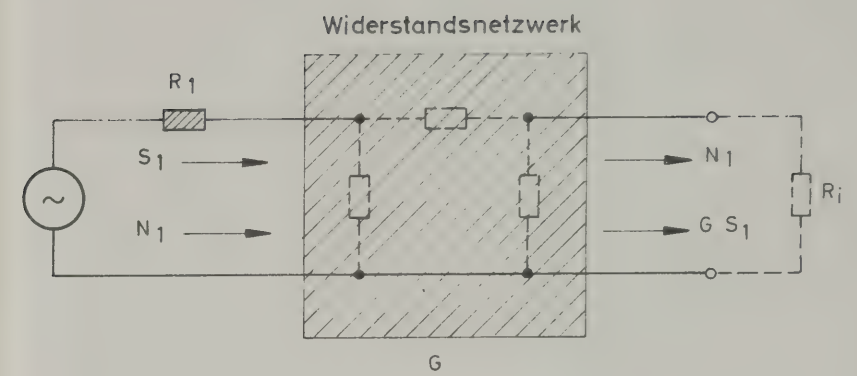 Widerstandsnetzwerk
R1
S1
N1
N1
G S1
Ri
~
G